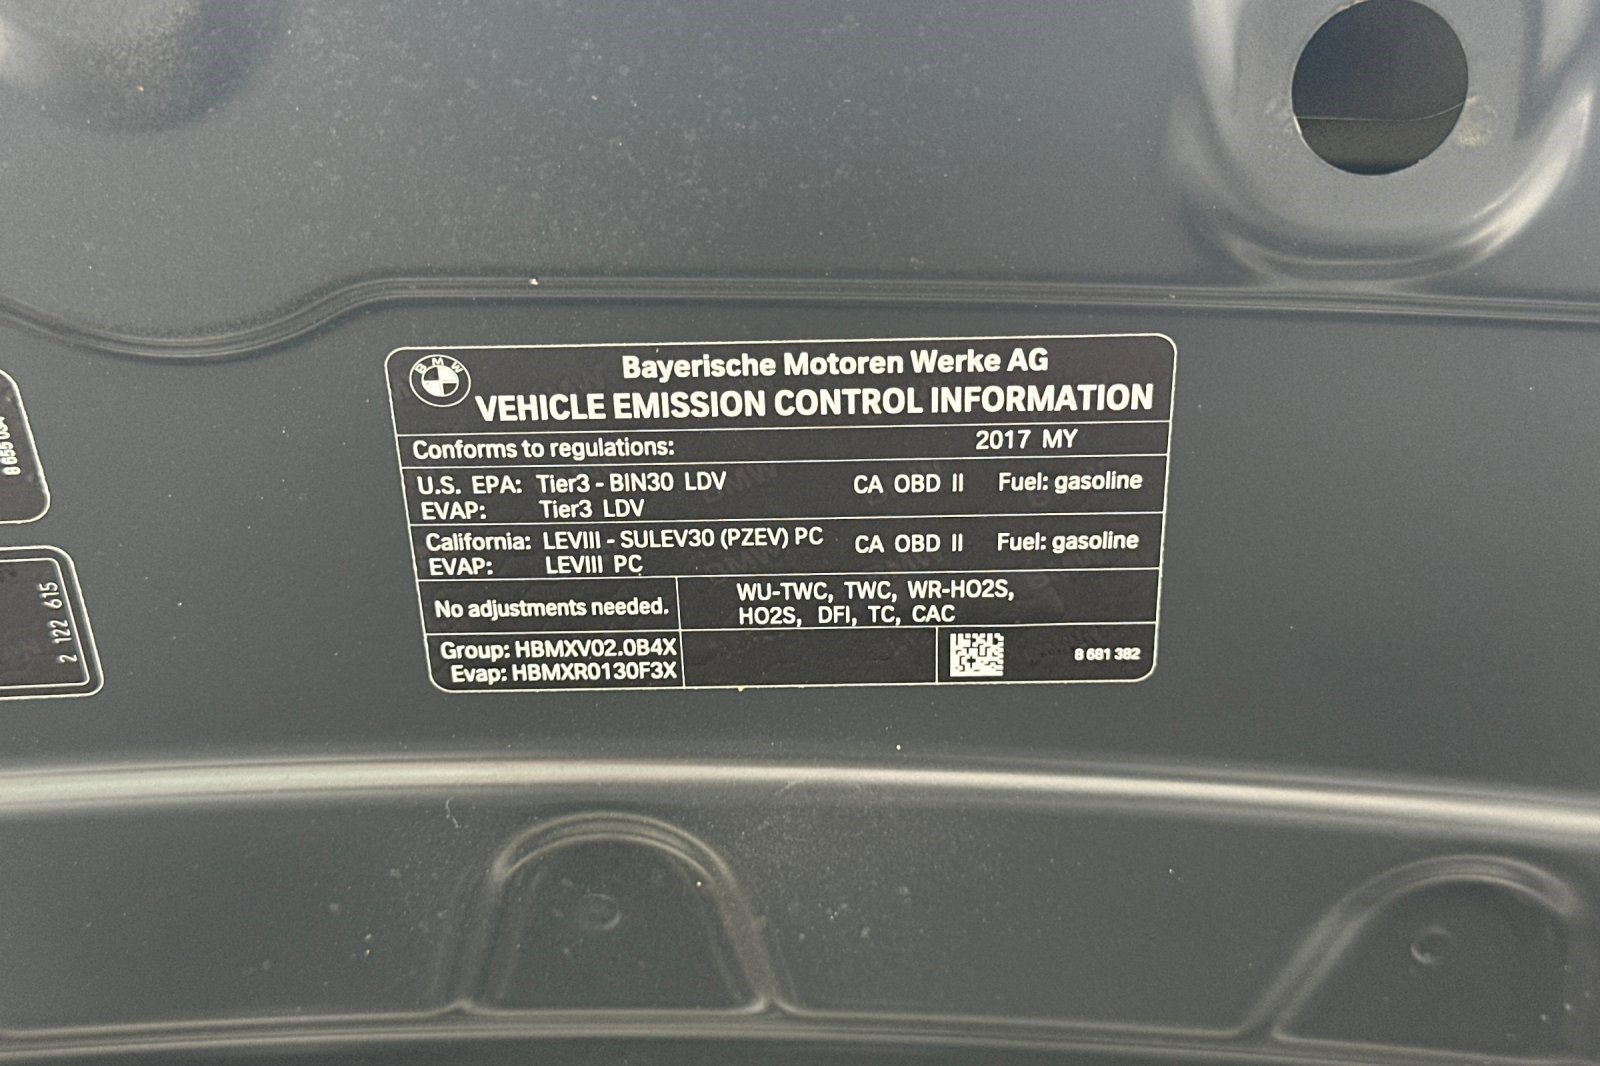 BMW
Bayerische Motoren Werke AG
VEHICLE EMISSION CONTROL INFORMATION
Conforms to regulations: 2017 MY
U.S. EPA: Tier3 - BIN30 LDV CA OBD II Fuel: gasoline
EVAP: Tier3 LDV
California: LEVIII - SULEV30 (PZEV) PC CA OBD II Fuel: gasoline
EVAP: LEVIII PC
No adjustments needed.
WU-TWC, TWC, WR-HO2S,
HO2S, DFI, TC, CAC
Group: HBMXV02.0B4X
Evap: HBMXR0130F3X
8 681 382
2 122 615